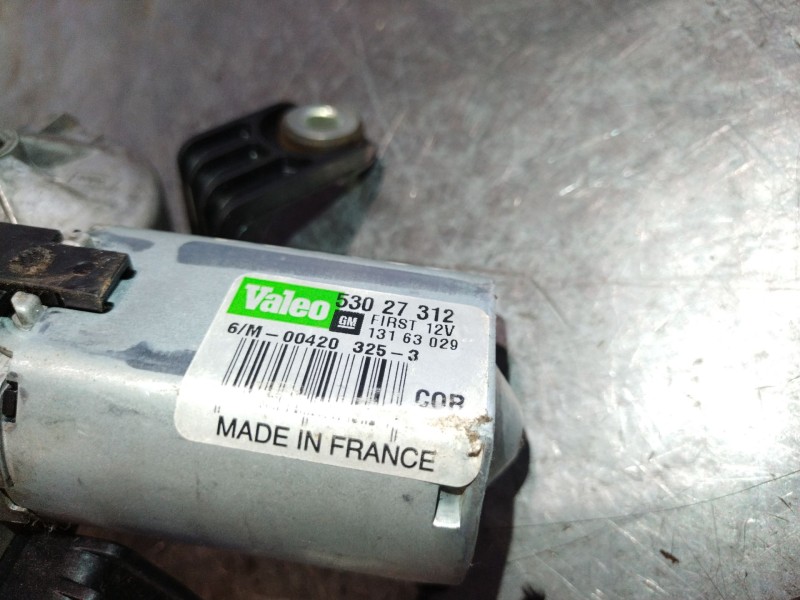 Valeo 530 27 312
GM FIRST 12V
131 63 029
6/M-00420 325-3
COR
MADE IN FRANCE